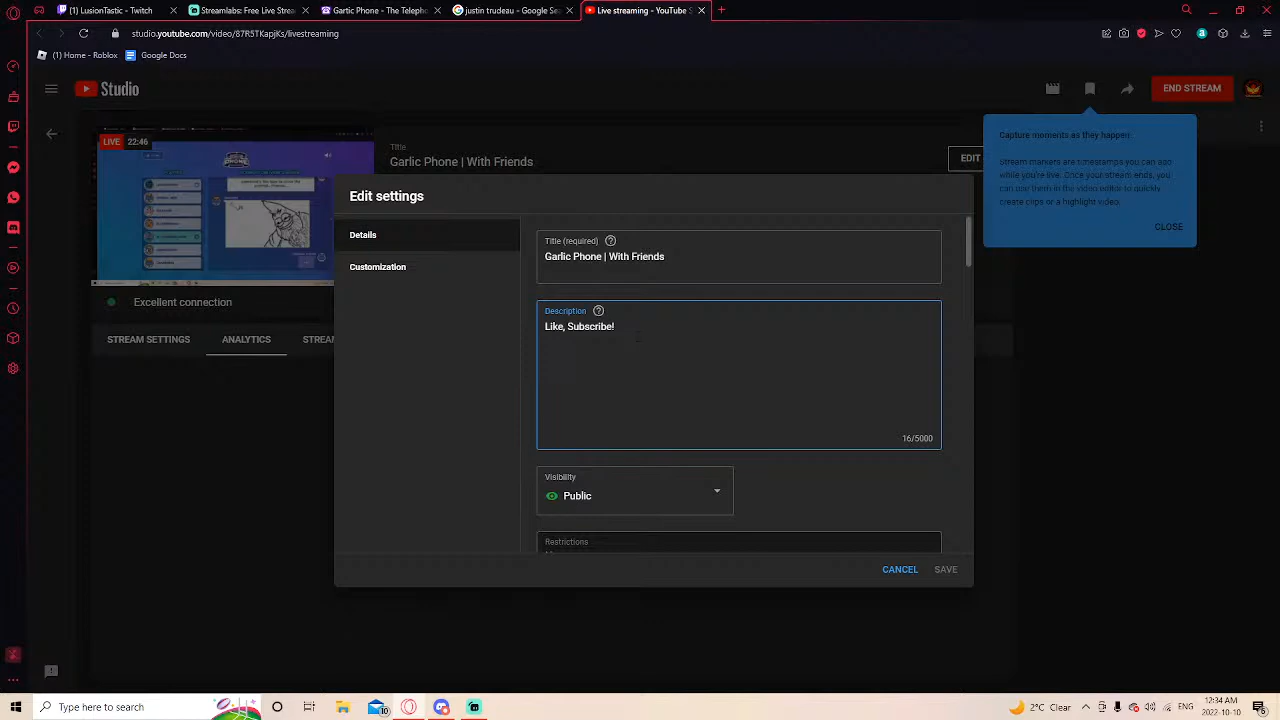 LusionTastic - Twitch
Streamlabs: Free Live Strea
Gartic Phone - The Teleph
justin trudeau - Google Sea
Live streaming - YouTube S
studio.youtube.com/video/87R5TKapjKs/livestreaming
(1) Home - Roblox
Google Docs
Studio
END STREAM
LIVE
22:46
Title
Garlic Phone | With Friends
EDIT
Capture moments as they happen:
Stream markers are timestamps you can add
while you're live. Once your stream ends, you
can use them in the video editor to quickly
create clips or a highlight video.
CLOSE
Edit settings
Details
Customization
Title (required)
Garlic Phone | With Friends
Description
Like, Subscribe!
16/5000
Visibility
Public
Restrictions
CANCEL
SAVE
Excellent connection
STREAM SETTINGS
ANALYTICS
STREAM
Type here to search
10
2°C Clear
ENG
12:34 AM
2022-10-10